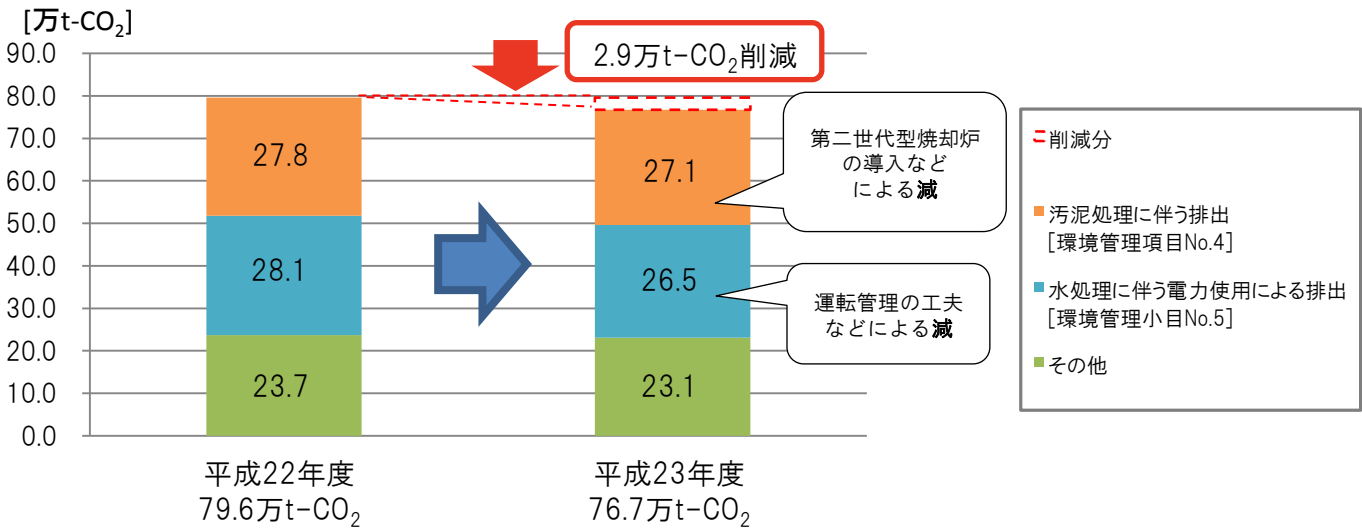 [万t-CO₂]
90.0
80.0
70.0
60.0
50.0
40.0
30.0
20.0
10.0
0.0
2.9万t-CO₂削減
27.8
28.1
23.7
27.1
26.5
23.1
第二世代型焼却炉
の導入など
による減
運転管理の工夫
などによる減
平成22年度
79.6万t-CO₂
平成23年度
76.7万t-CO₂
削減分
汚泥処理に伴う排出
[環境管理項目No.4]
水処理に伴う電力使用による排出
[環境管理小目No.5]
その他